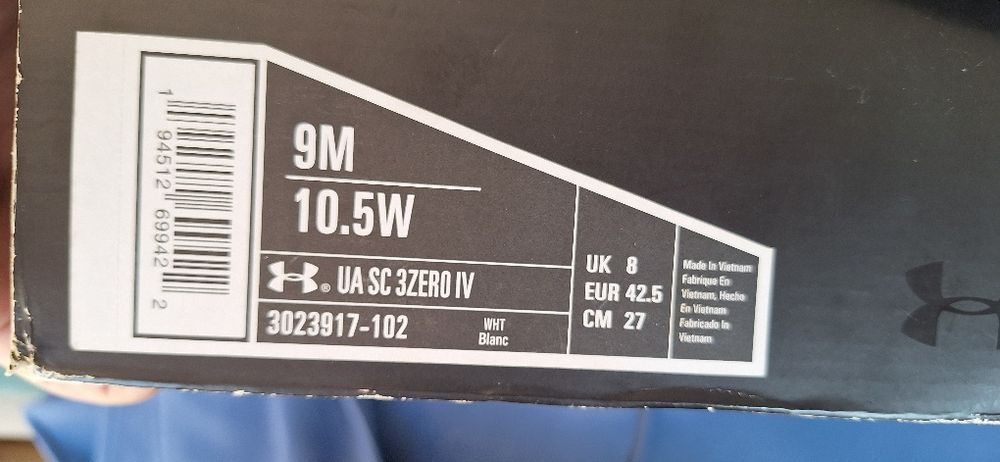 1 94512 69942 2
9M
10.5W
® UA SC 3ZERO IV
3023917-102
WHT
Blanc
UK 8
EUR 42.5
CM 27
Made In Vietnam
Fabrique En
Vietnam, Hecho
En Vietnam
Fabricado In
Vietnam